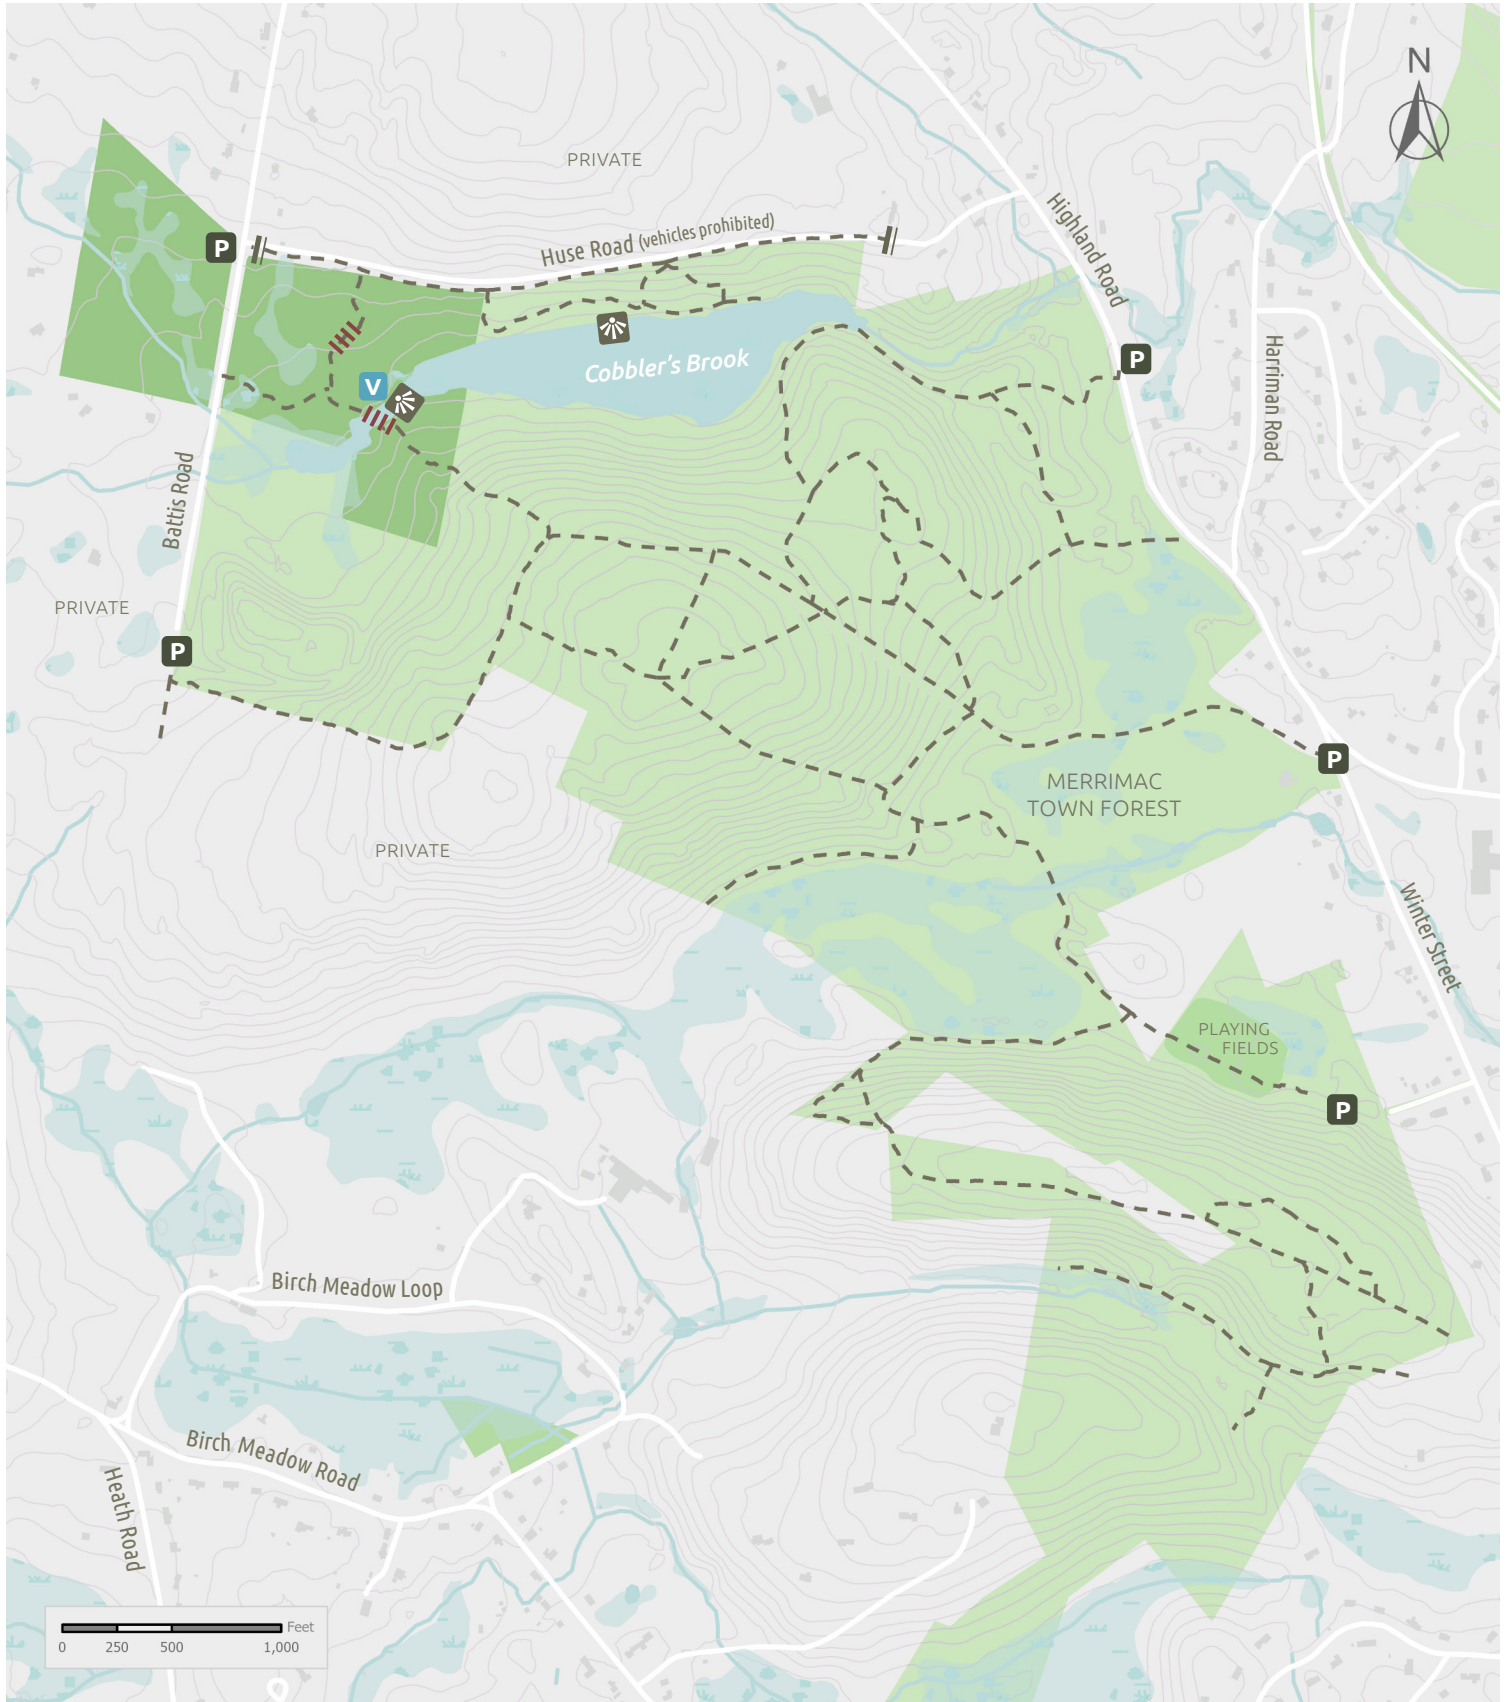 N
PRIVATE
Huse Road (vehicles prohibited)
Highland Road
P
P
Harriman Road
V
Cobbler's Brook
Battis Road
PRIVATE
P
P
MERRIMAC
TOWN FOREST
PRIVATE
Winter Street
PLAYING
FIELDS
P
Birch Meadow Loop
Birch Meadow Road
Heath Road
Feet
0 250 500 1,000